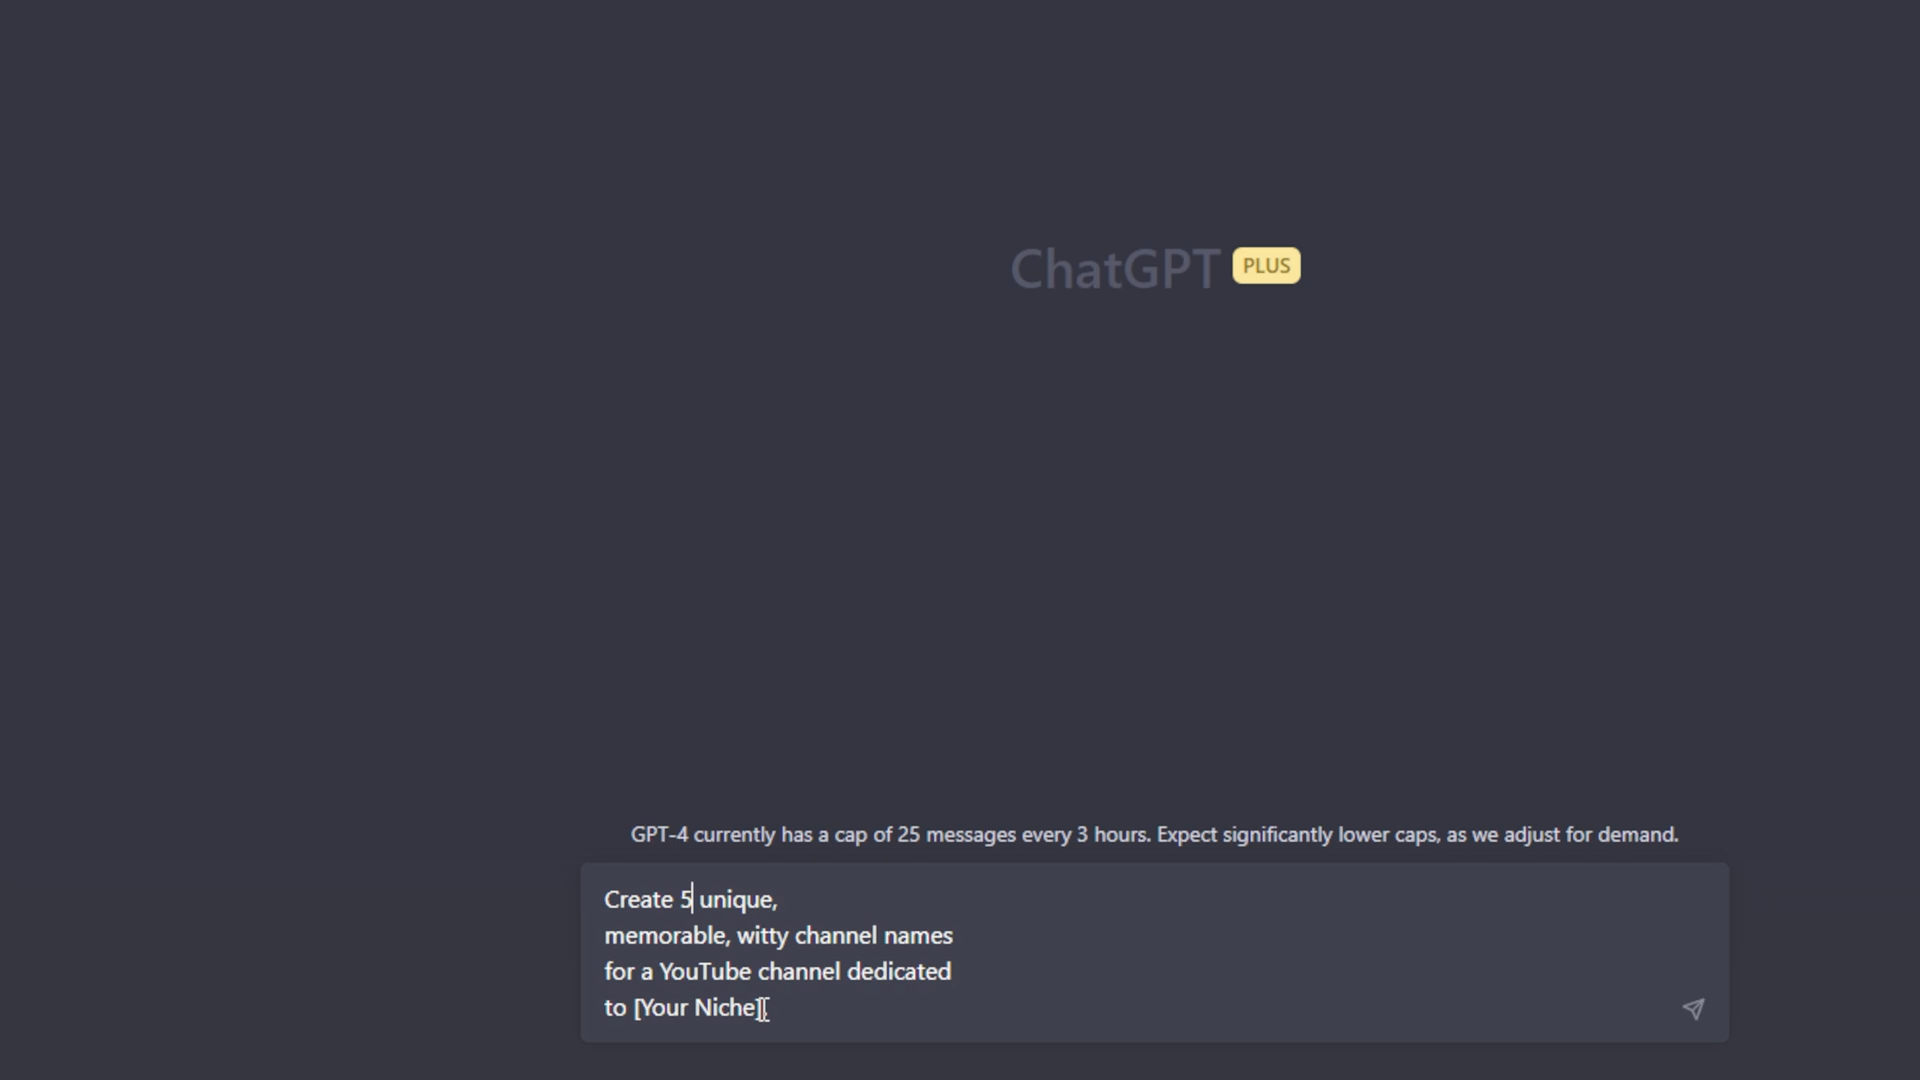 ChatGPT PLUS
GPT-4 currently has a cap of 25 messages every 3 hours. Expect significantly lower caps, as we adjust for demand.
Create 5 unique,
memorable, witty channel names
for a YouTube channel dedicated
to [Your Niche]